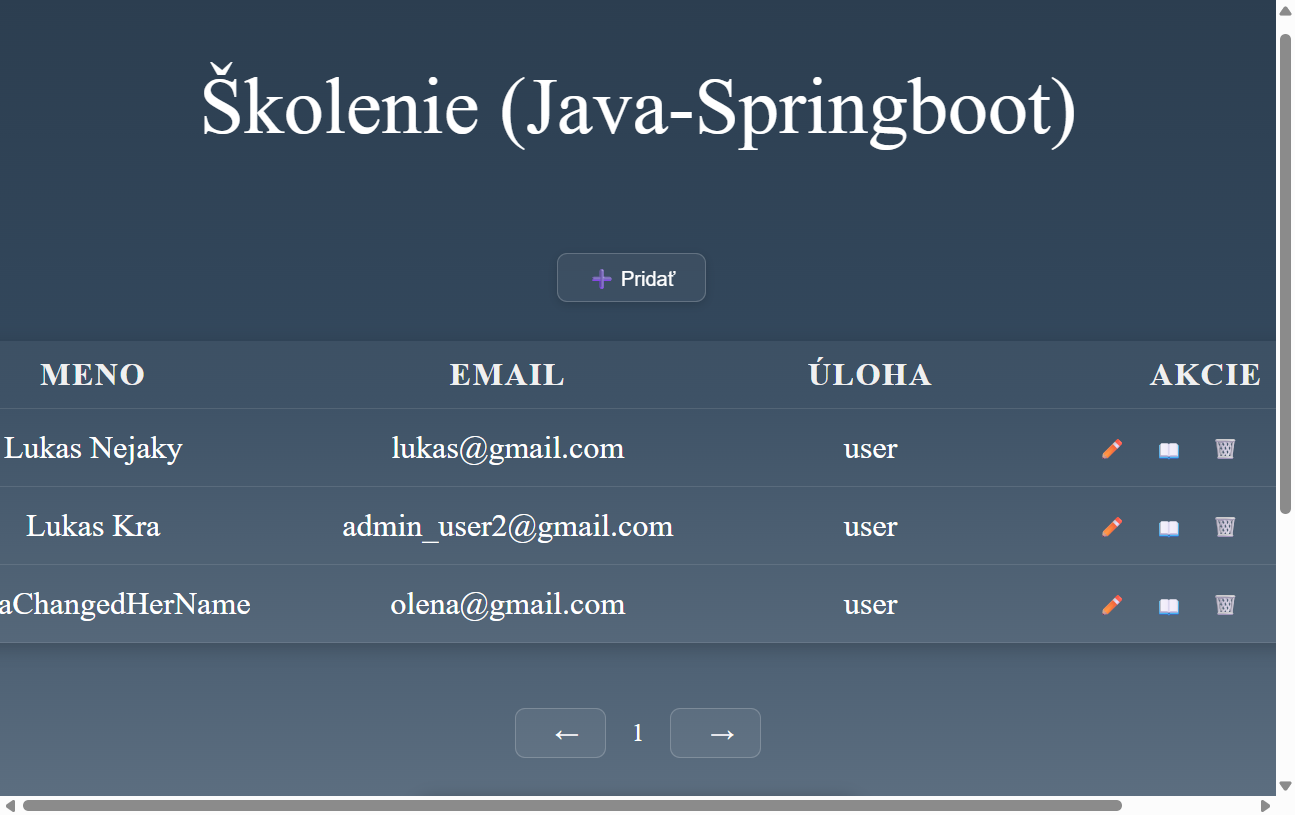 Školenie (Java-Springboot)
Pridať
MENO EMAIL ÚLOHA AKCIE
Lukas Nejaky lukas@gmail.com user
Lukas Kra admin_user2@gmail.com user
aChangedHerName olena@gmail.com user
← 1 →